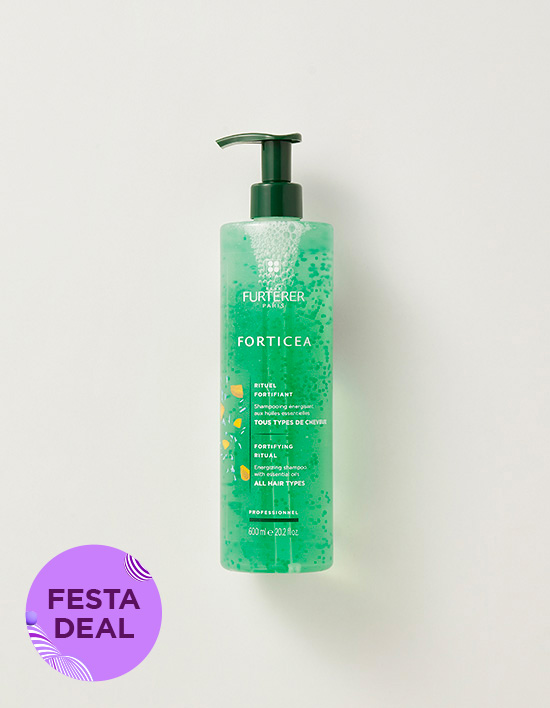 FURTERER
PARIS
FORTICEA
RITUEL
FORTIFIANT
Shampooing énergisant
aux huiles essentielles
TOUS TYPES DE CHEVEUX
FORTIFYING
RITUAL
Energizing shampoo
with essential oils
ALL HAIR TYPES
PROFESSIONNEL
600 ml e 20.2 fl.oz.
FESTA
DEAL